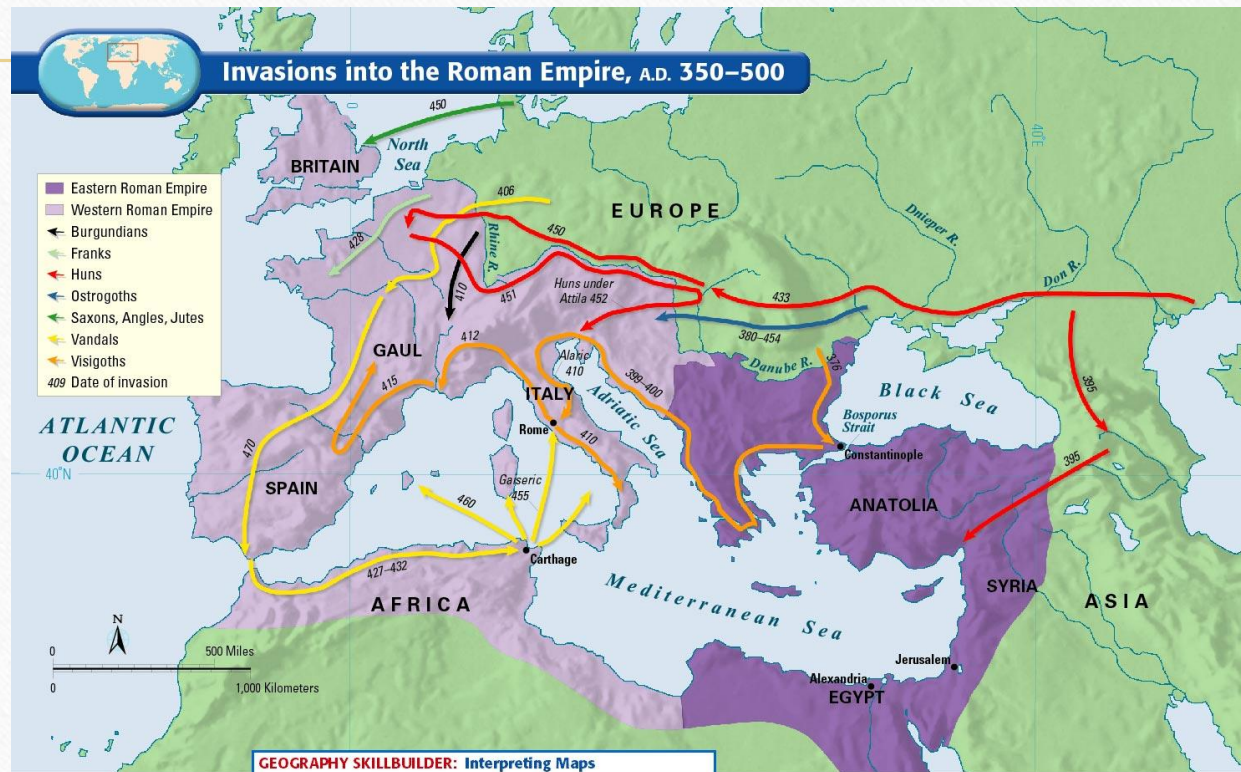 Invasions into the Roman Empire, A.D. 350–500
Eastern Roman Empire
Western Roman Empire
Burgundians
Franks
Huns
Ostrogoths
Saxons, Angles, Jutes
Vandals
Visigoths
409 Date of invasion
450
North
Sea
BRITAIN
406
EUROPE
40°E
Dnieper R.
Don R.
428
Rhine R.
450
410
451
Huns under
Attila 452
433
380–454
412
GAUL
415
Alaric
410
ITALY
Adriatic Sea
399–400
Danube R.
376
Black Sea
Bosporus
Strait
395
395
ATLANTIC
OCEAN
470
40°N
SPAIN
Rome
410
Constantinople
ANATOLIA
Gaiseric
455
460
Carthage
427–432
AFRICA
Mediterranean Sea
SYRIA
ASIA
N
0 500 Miles
0 1,000 Kilometers
Jerusalem
Alexandria
EGYPT
GEOGRAPHY SKILLBUILDER: Interpreting Maps